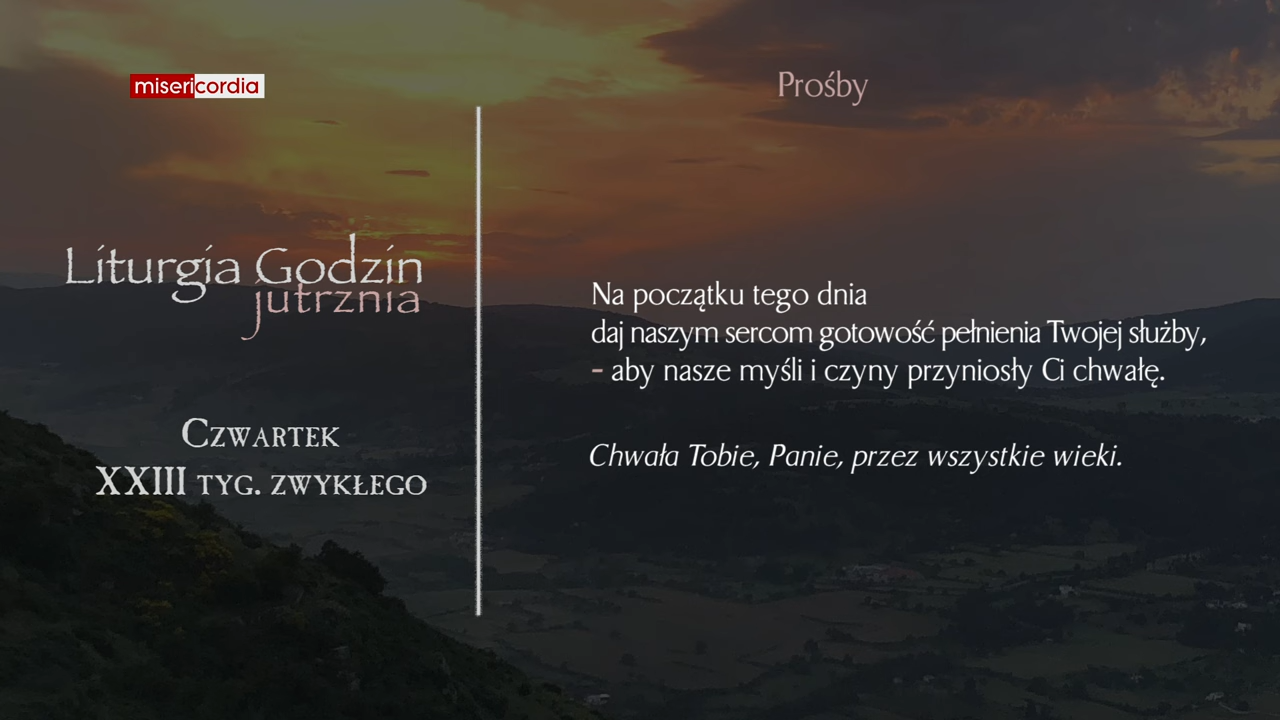 misericordia
Liturgia Godzin
jutrznia
Czwartek
XXIII tyg. zwykłego
Prośby
Na początku tego dnia
daj naszym sercom gotowość pełnienia Twojej służby,
- aby nasze myśli i czyny przyniosły Ci chwałę.
Chwała Tobie, Panie, przez wszystkie wieki.